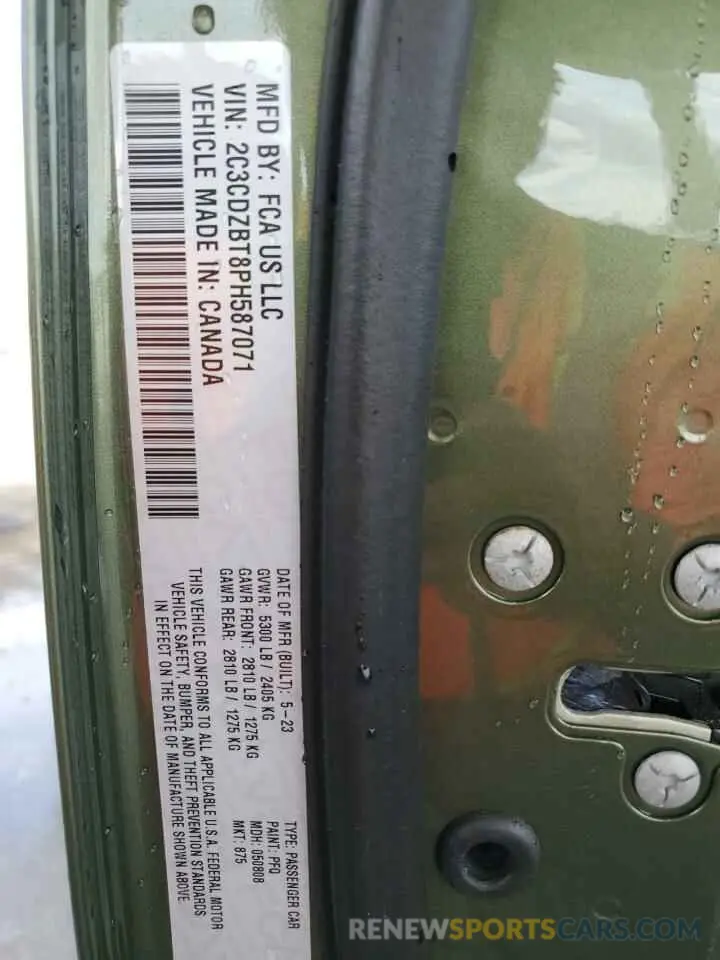 MFD BY: FCA US LLC
VIN: 2C3CDZBT8PH587071
VEHICLE MADE IN: CANADA
DATE OF MFR (BUILT): 5-23
GVWR: 5300 LB / 2405 KG
GAWR FRONT: 2810 LB / 1275 KG
GAWR REAR: 2810 LB / 1275 KG
TYPE: PASSENGER CAR
PAINT: PFQ
MDH: 050808
MKT: 875
THIS VEHICLE CONFORMS TO ALL APPLICABLE U.S.A. FEDERAL MOTOR
VEHICLE SAFETY, BUMPER, AND THEFT PREVENTION STANDARDS
IN EFFECT ON THE DATE OF MANUFACTURE SHOWN ABOVE
RENEWSPORTUSACARS.COM